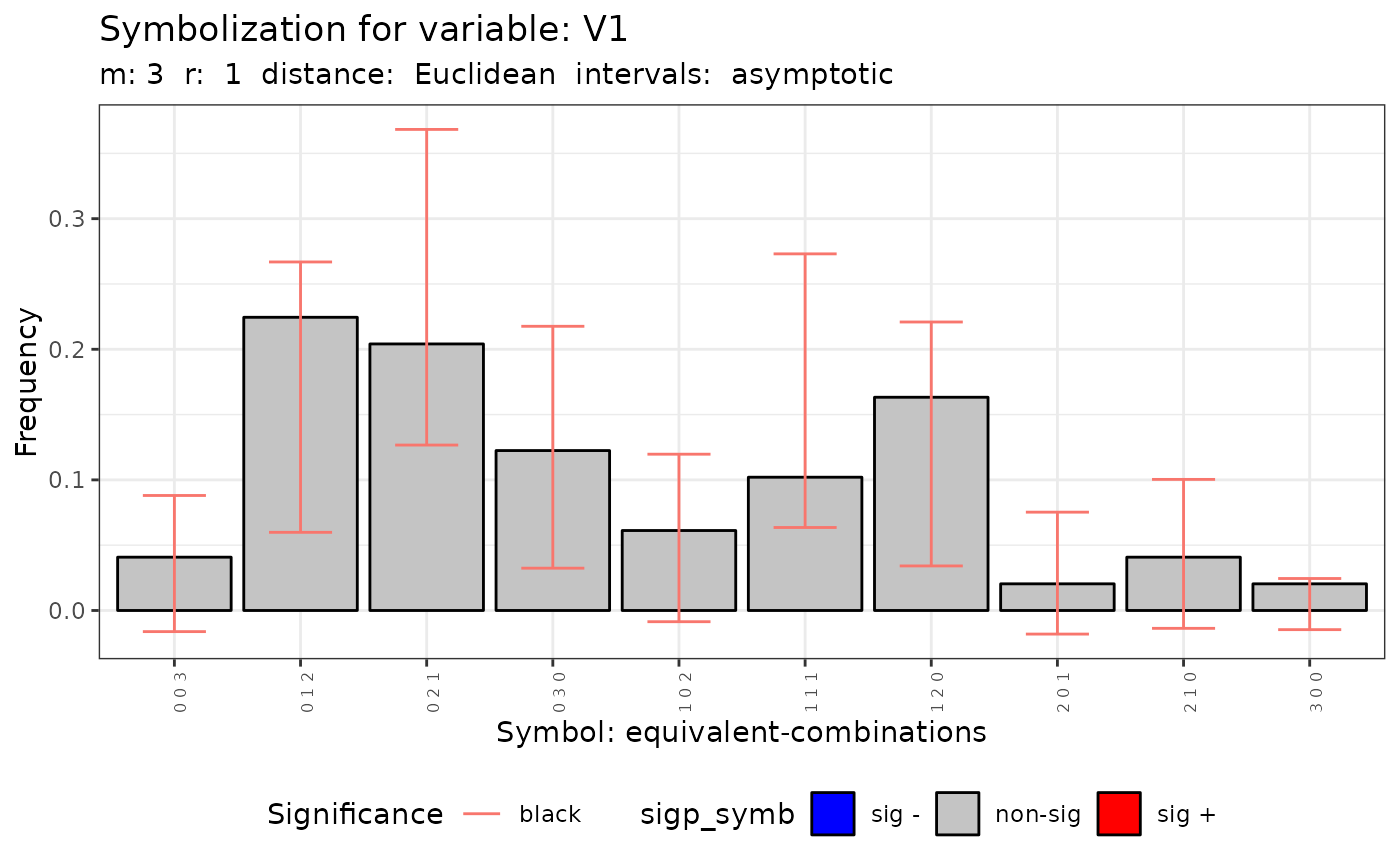 Symbolization for variable: V1
m: 3  r:  1  distance:  Euclidean  intervals:  asymptotic
Frequency
0.3
0.2
0.1
0.0
0 0 3
0 1 2
0 2 1
0 3 0
1 0 2
1 1 1
1 2 0
2 0 1
2 1 0
3 0 0
Symbol: equivalent-combinations
Significance black sigp_symb sig - non-sig sig +